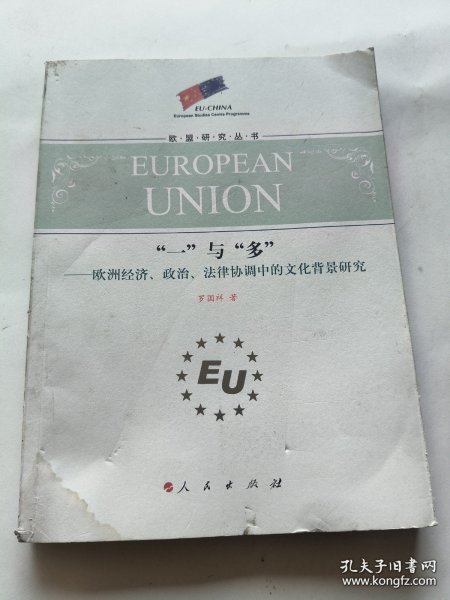 EU-CHINA
European Studies Centre Programme
欧·盟·研·究·丛·书
EUROPEAN
UNION
“一”与“多”
——欧洲经济、政治、法律协调中的文化背景研究
罗国祥 著
EU
人民出版社
孔夫子旧书网
www.kongfz.com